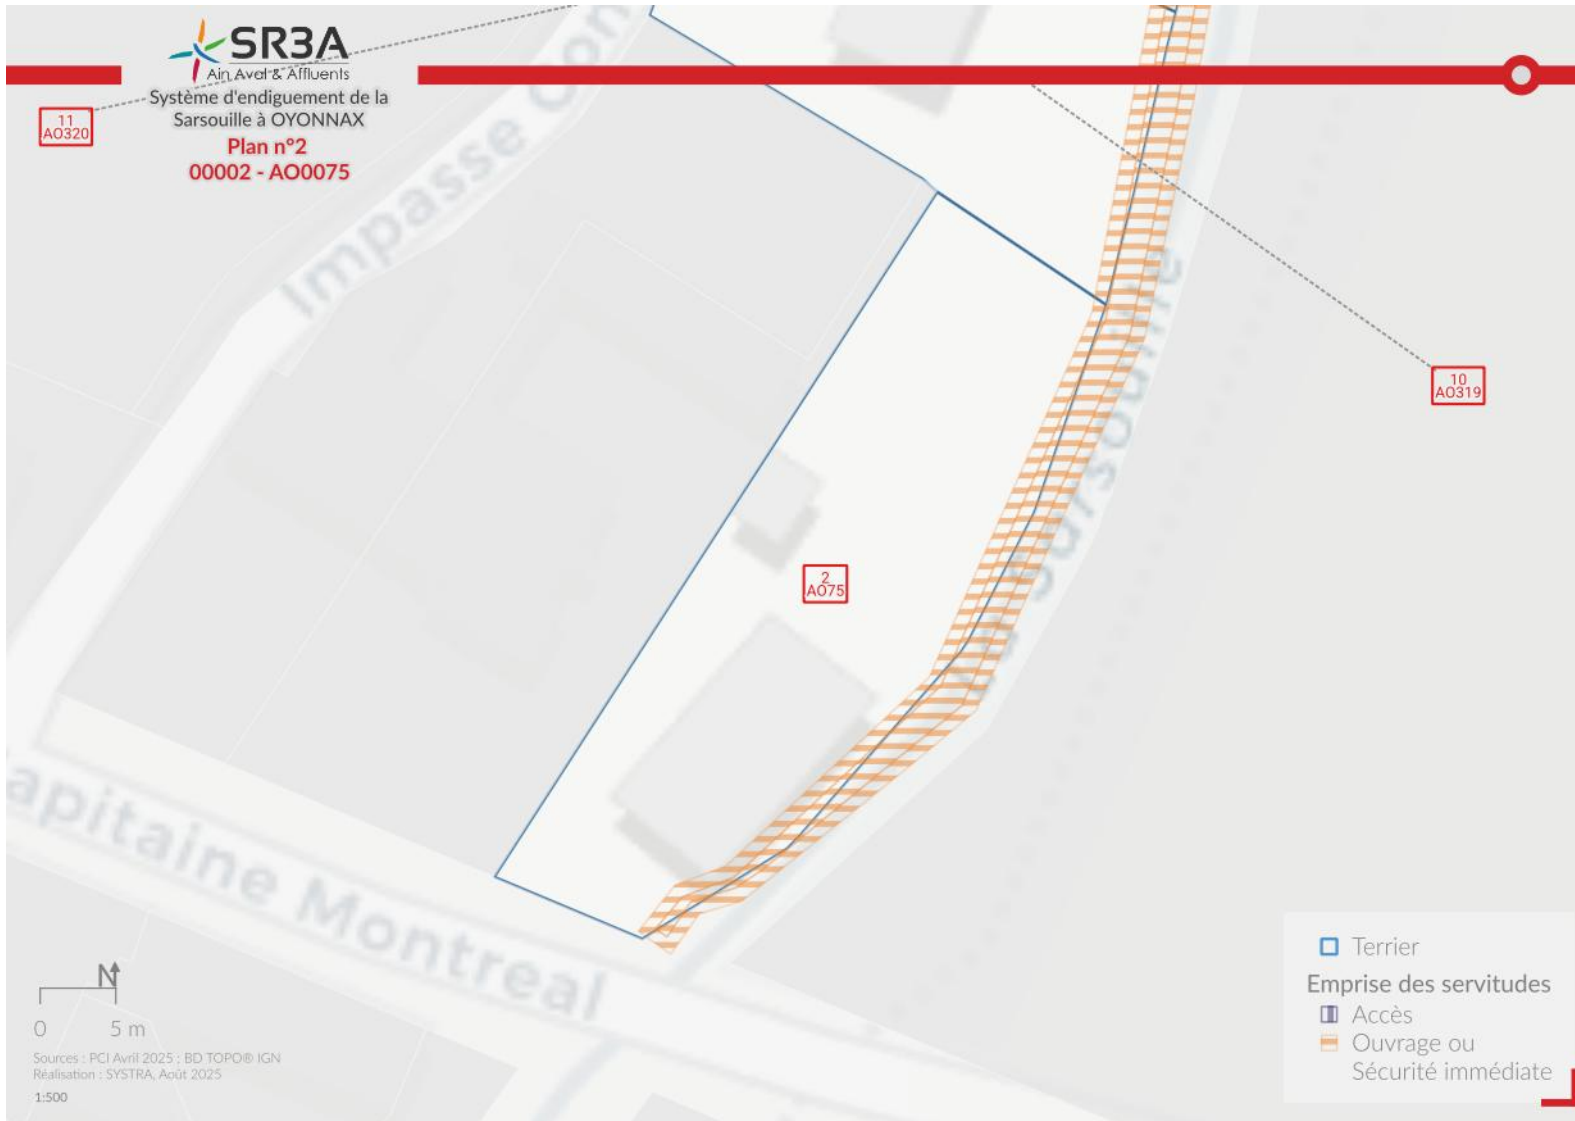 SR3A
Ain Aval & Affluents
Système d'endiguement de la
Sarsouille à OYONNAX
Plan n°2
00002 - AO0075
11
AO320
Impasse
10
AO319
2
AO75
La Sarsouille
apitaine Montreal
N
0 5 m
Sources : PCI Avril 2025 ; BD TOPO® IGN
Réalisation : SYSTRA, Août 2025
1:500
Terrier
Emprise des servitudes
Accès
Ouvrage ou
Sécurité immédiate